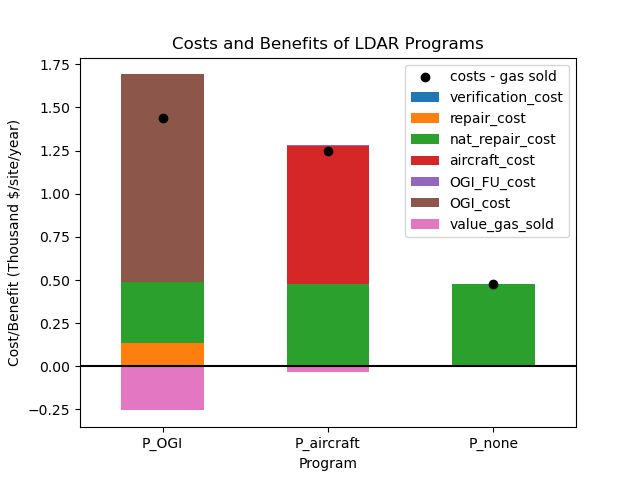 Costs and Benefits of LDAR Programs
costs - gas sold
verification_cost
repair_cost
nat_repair_cost
aircraft_cost
OGI_FU_cost
OGI_cost
value_gas_sold
Cost/Benefit (Thousand $/site/year)
1.75
1.50
1.25
1.00
0.75
0.50
0.25
0.00
−0.25
P_OGI P_aircraft P_none
Program